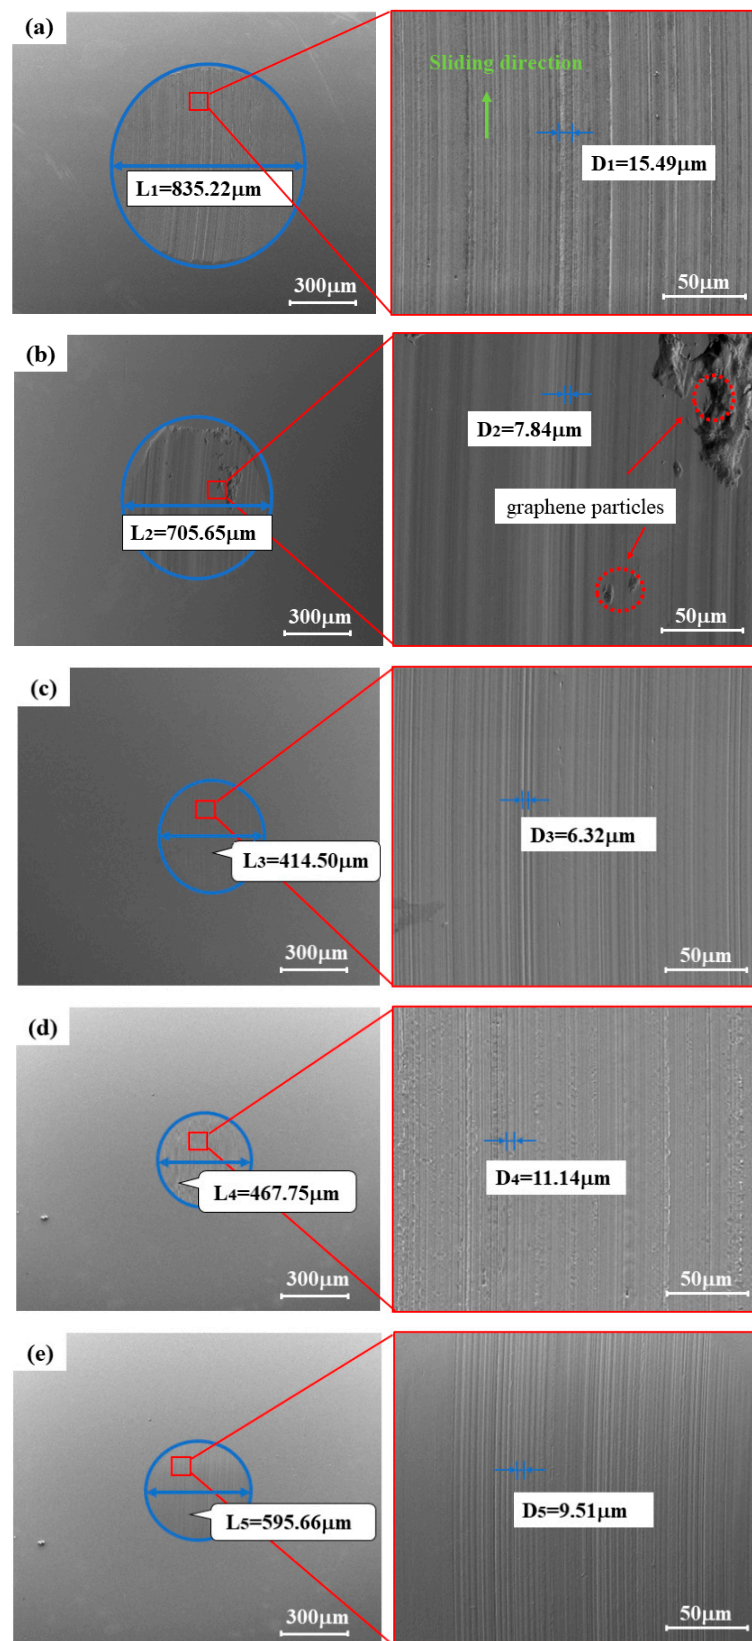 (a)
Sliding direction
D1=15.49μm
L1=835.22μm
300μm
50μm
(b)
D2=7.84μm
graphene particles
L2=705.65μm
300μm
50μm
(c)
D3=6.32μm
L3=414.50μm
300μm
50μm
(d)
D4=11.14μm
L4=467.75μm
300μm
50μm
(e)
D5=9.51μm
L5=595.66μm
300μm
50μm